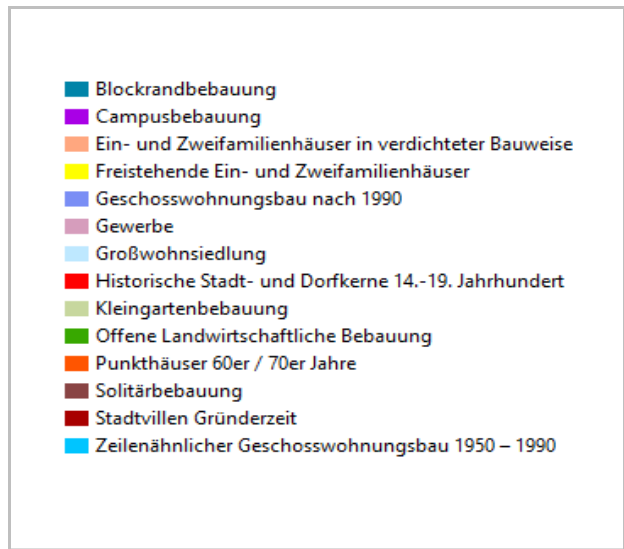 Blockrandbebauung
Campusbebauung
Ein- und Zweifamilienhäuser in verdichteter Bauweise
Freistehende Ein- und Zweifamilienhäuser
Geschosswohnungsbau nach 1990
Gewerbe
Großwohnsiedlung
Historische Stadt- und Dorfkerne 14.-19. Jahrhundert
Kleingartenbebauung
Offene Landwirtschaftliche Bebauung
Punkthäuser 60er / 70er Jahre
Solitärbebauung
Stadtvillen Gründerzeit
Zeilenähnlicher Geschosswohnungsbau 1950 – 1990